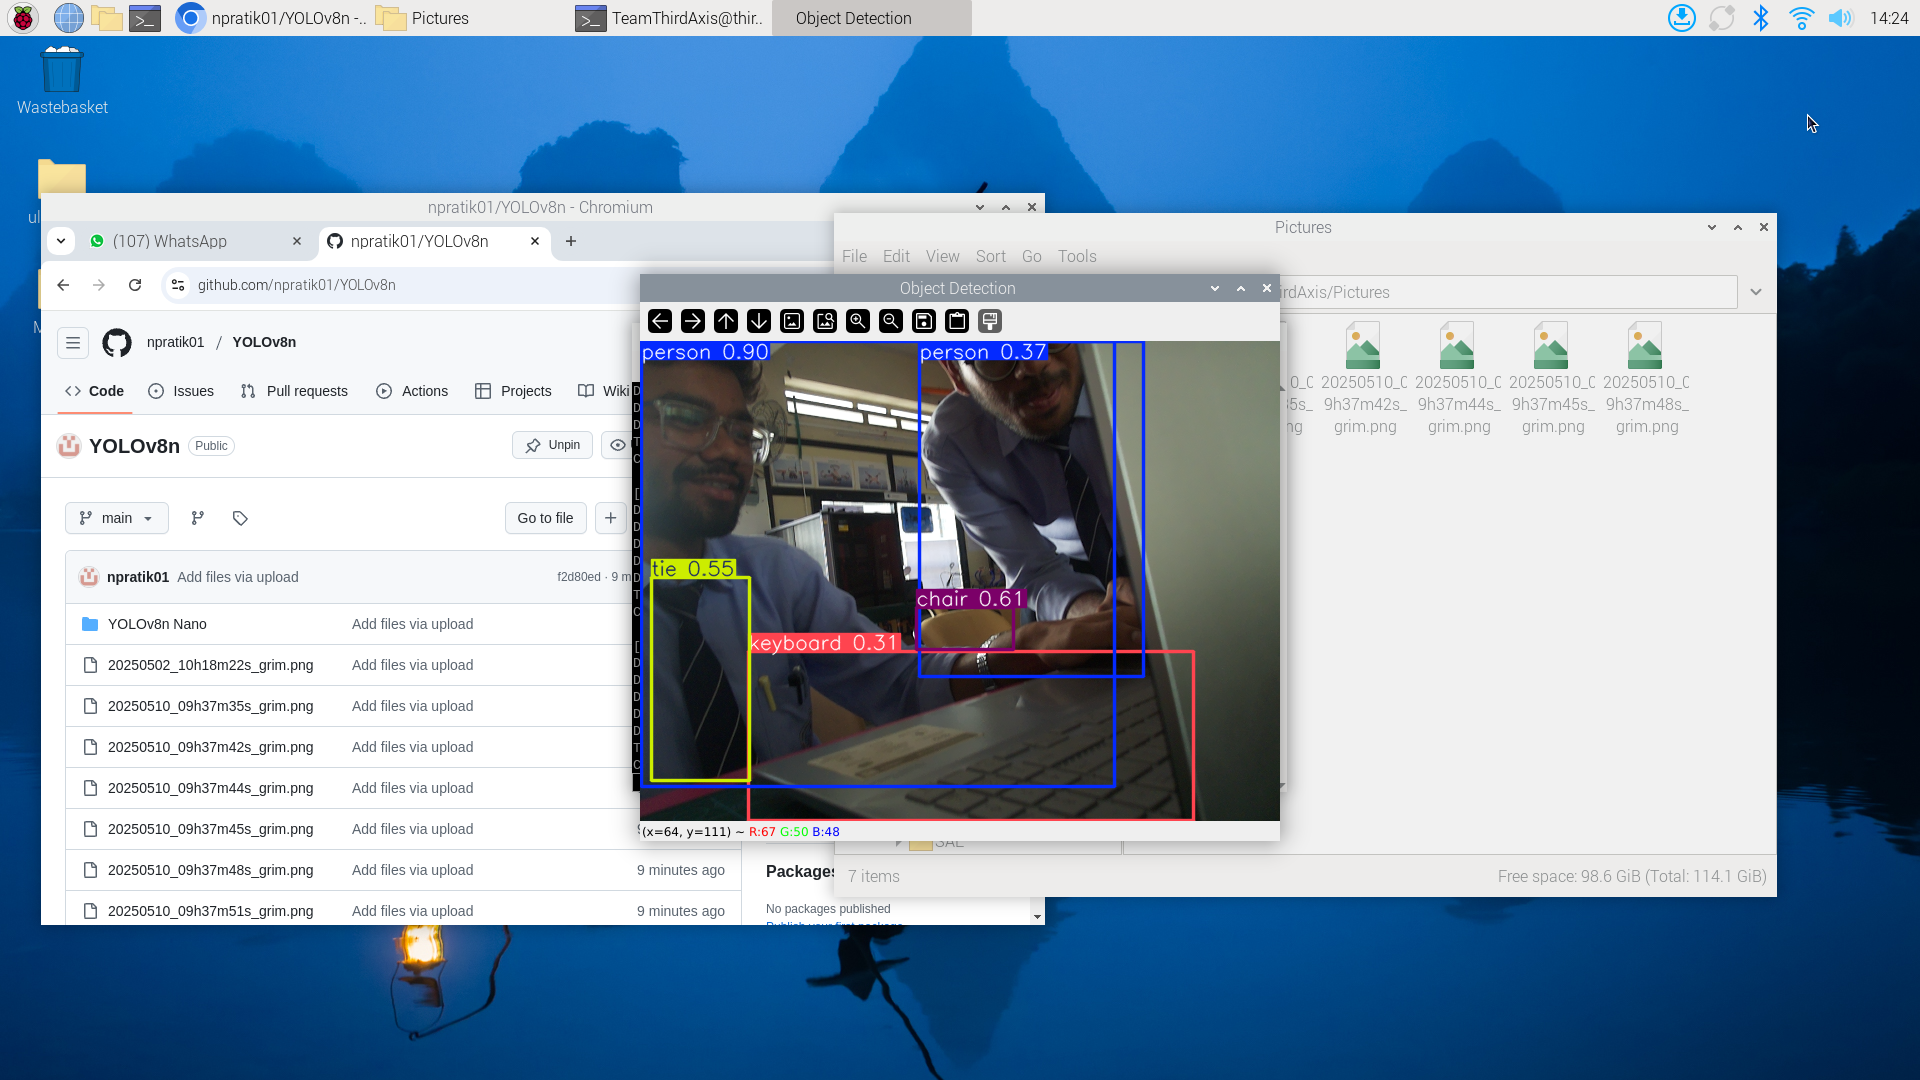 npratik01/YOLOv8n -..
Pictures
TeamThirdAxis@thir..
Object Detection
14:24
Wastebasket
ul
M
npratik01/YOLOv8n - Chromium
(107) WhatsApp
npratik01/YOLOv8n
github.com/npratik01/YOLOv8n
npratik01 / YOLOv8n
Code
Issues
Pull requests
Actions
Projects
Wiki
YOLOv8n
Public
Unpin
main
Go to file
npratik01 Add files via upload f2d80ed · 9 m
YOLOv8n Nano Add files via upload
20250502_10h18m22s_grim.png Add files via upload
20250510_09h37m35s_grim.png Add files via upload
20250510_09h37m42s_grim.png Add files via upload
20250510_09h37m44s_grim.png Add files via upload
20250510_09h37m45s_grim.png Add files via upload
20250510_09h37m48s_grim.png Add files via upload 9 minutes ago
20250510_09h37m51s_grim.png Add files via upload 9 minutes ago
Packages
No packages published
Publish your first package
Object Detection
person 0.90
person 0.37
tie 0.55
chair 0.61
keyboard 0.31
(x=64, y=111) ~ R:67 G:50 B:48
Pictures
File Edit View Sort Go Tools
irdAxis/Pictures
20250510_0
9h37m42s_
grim.png
20250510_0
9h37m44s_
grim.png
20250510_0
9h37m45s_
grim.png
20250510_0
9h37m48s_
grim.png
SAE
7 items
Free space: 98.6 GiB (Total: 114.1 GiB)